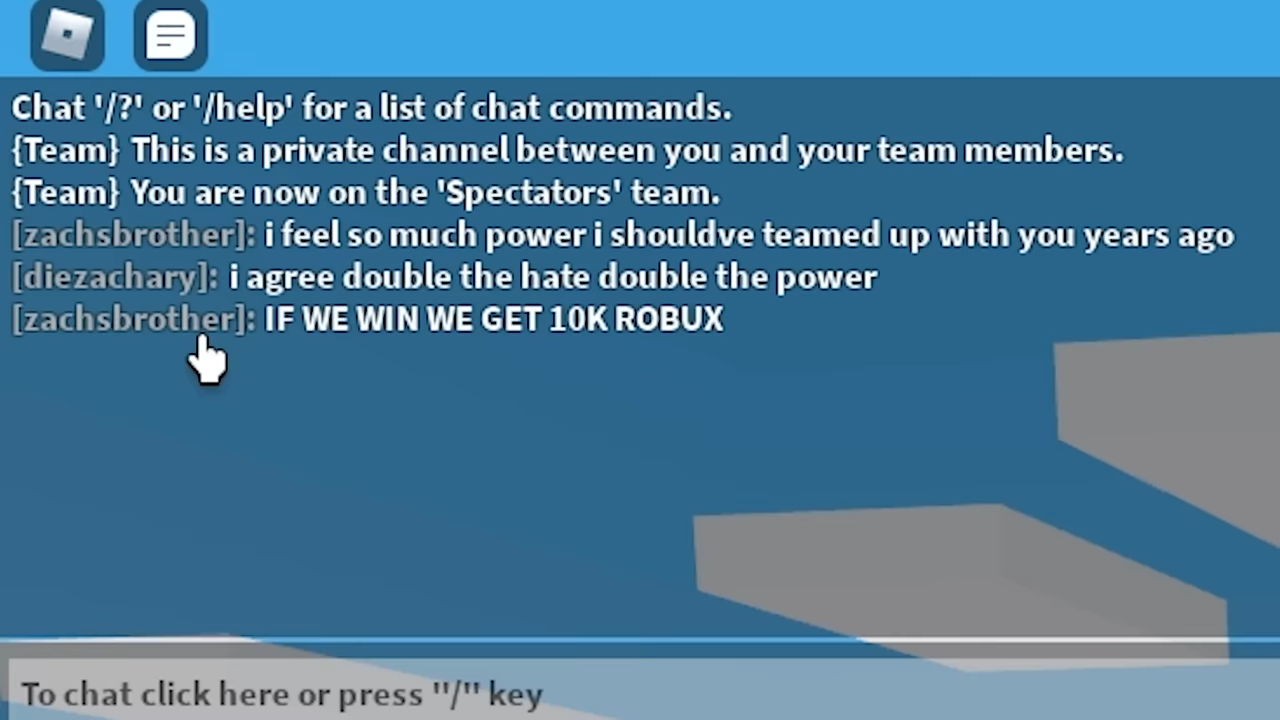 Chat '/?' or '/help' for a list of chat commands.
{Team} This is a private channel between you and your team members.
{Team} You are now on the 'Spectators' team.
[zachsbrother]: i feel so much power i shouldve teamed up with you years ago
[diezachary]: i agree double the hate double the power
[zachsbrother]: IF WE WIN WE GET 10K ROBUX
To chat click here or press "/" key